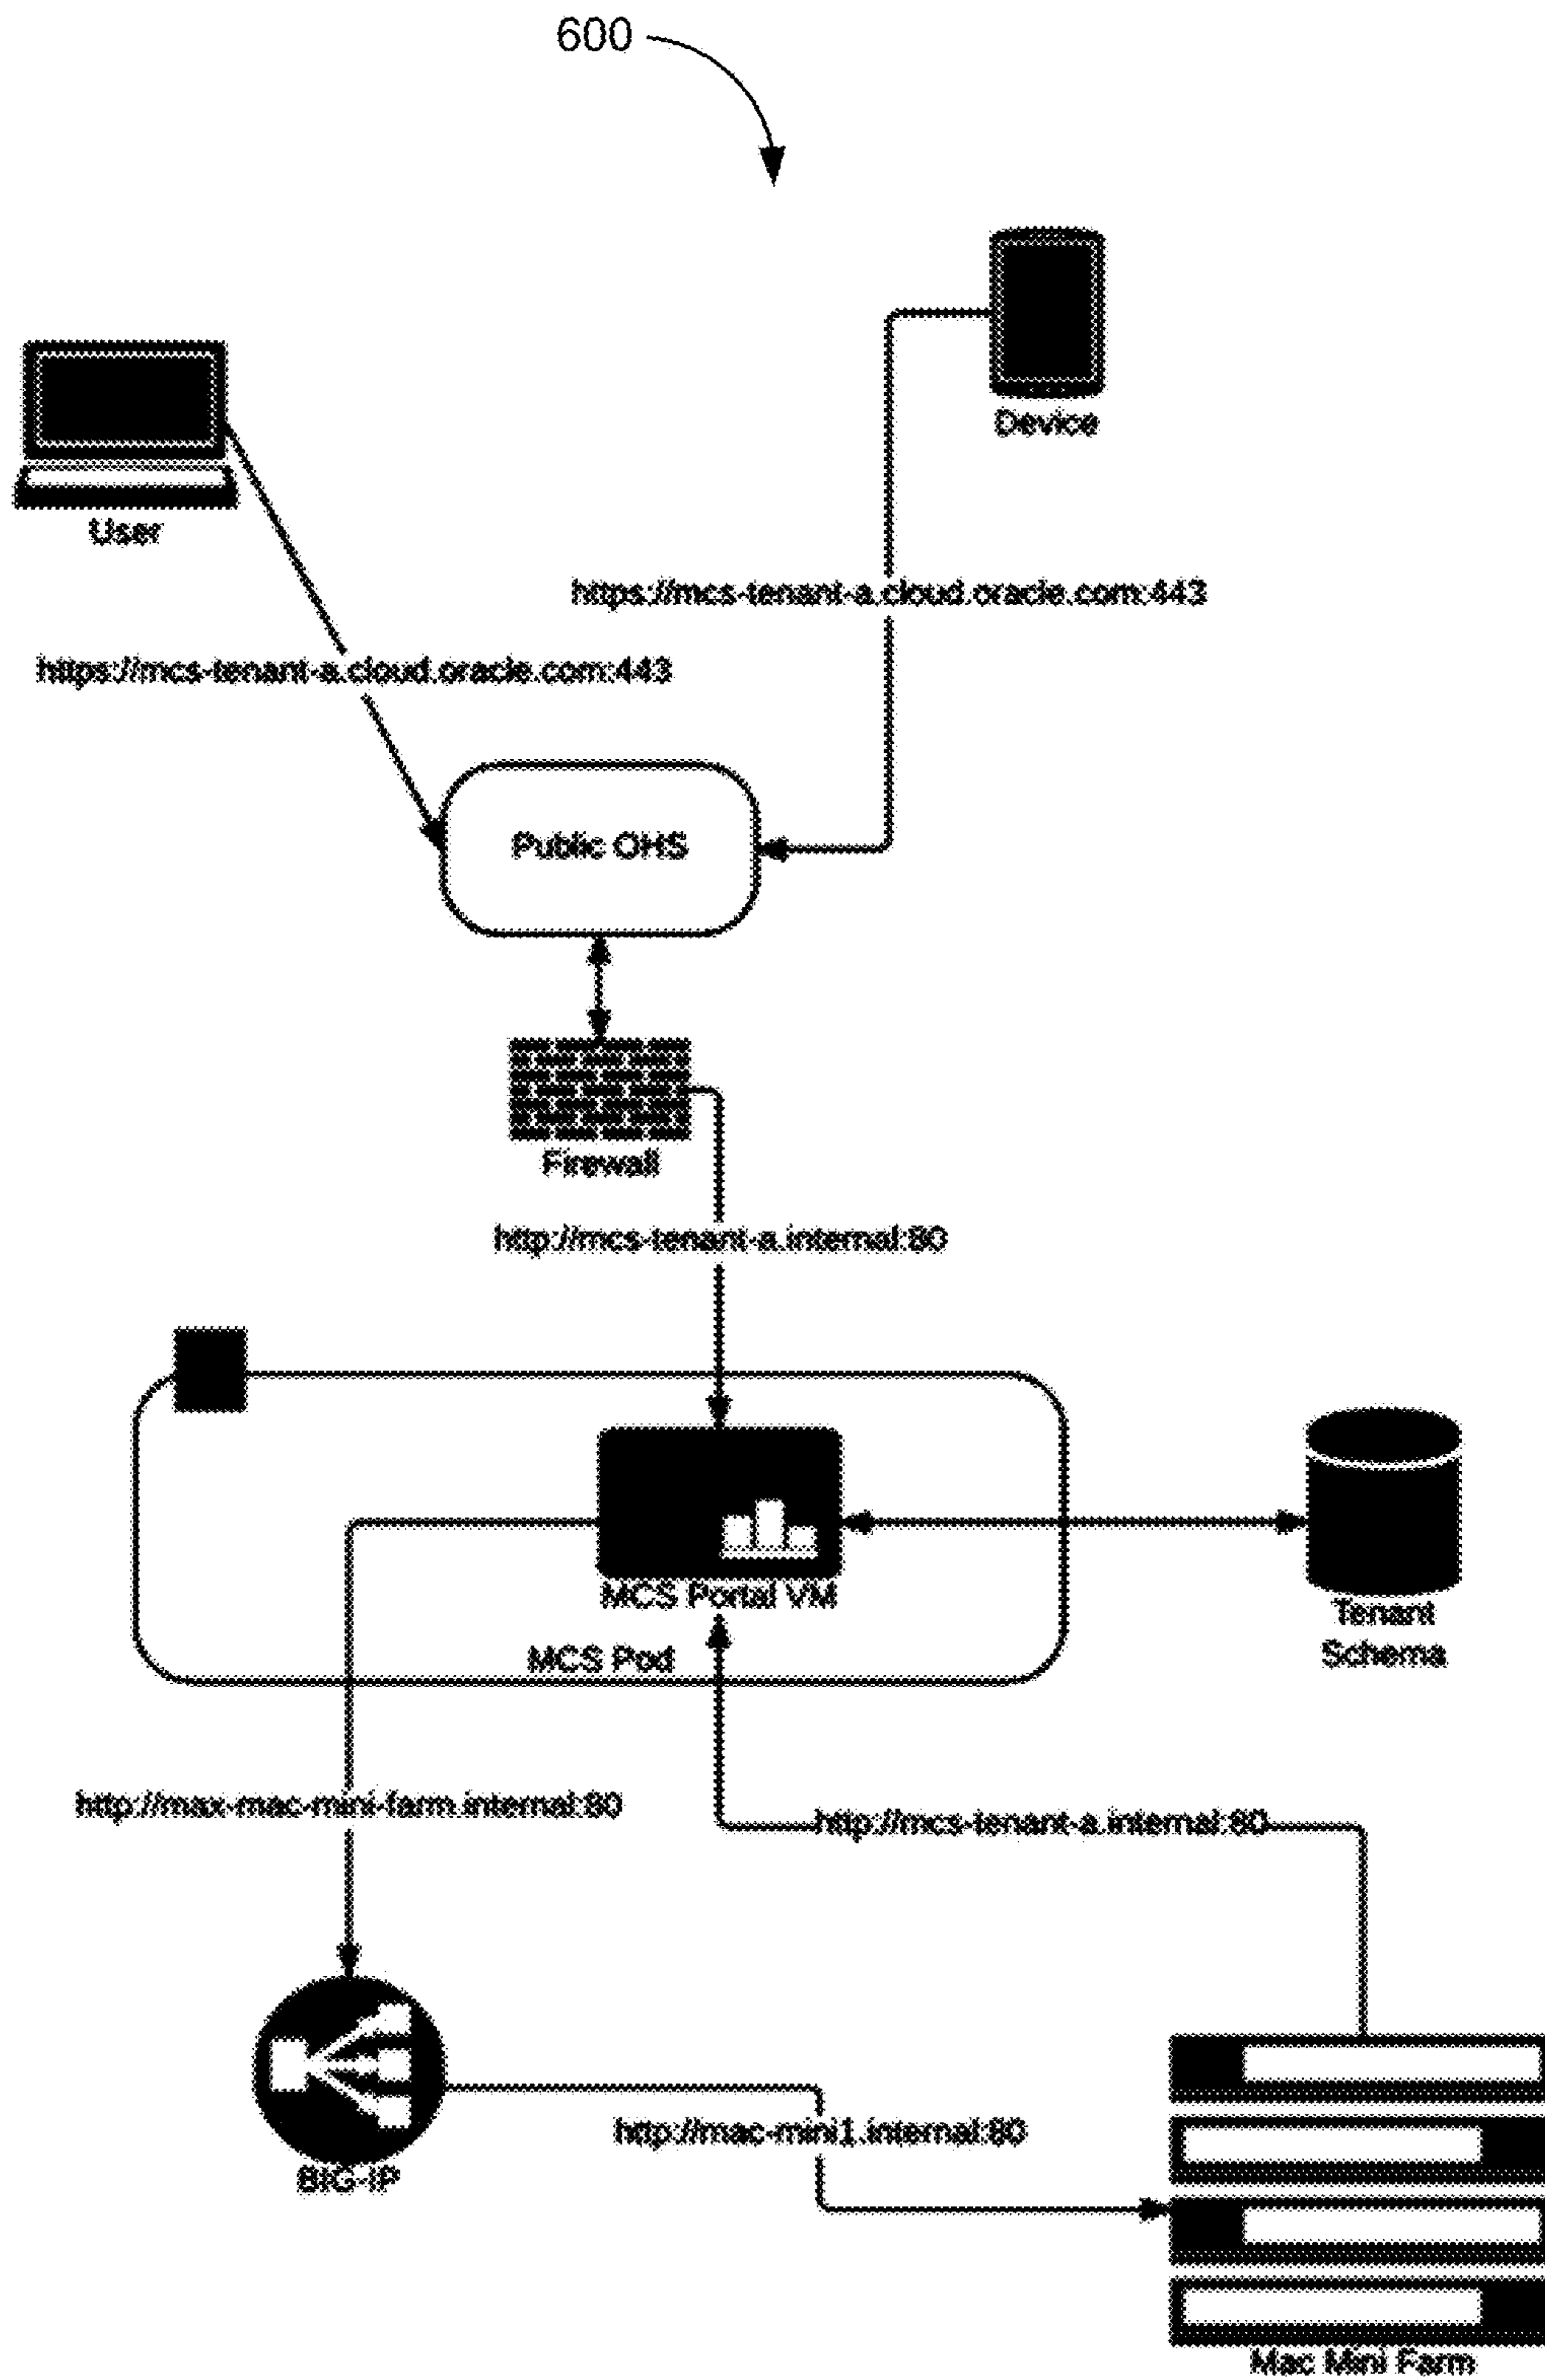 600
Device
User
https://mcs-tenant-a.cloud.oracle.com:443
https://mcs-tenant-a.cloud.oracle.com:443
Public OHS
Firewall
http://mcs-tenant-a.internal:80
MCS Portal VM
MCS Pod
Tenant
Schema
http://max-mac-mini-farm.internal:80
http://mcs-tenant-a.internal:80
http://mac-mini1.internal:80
BIG-IP
Mac Mini Farm